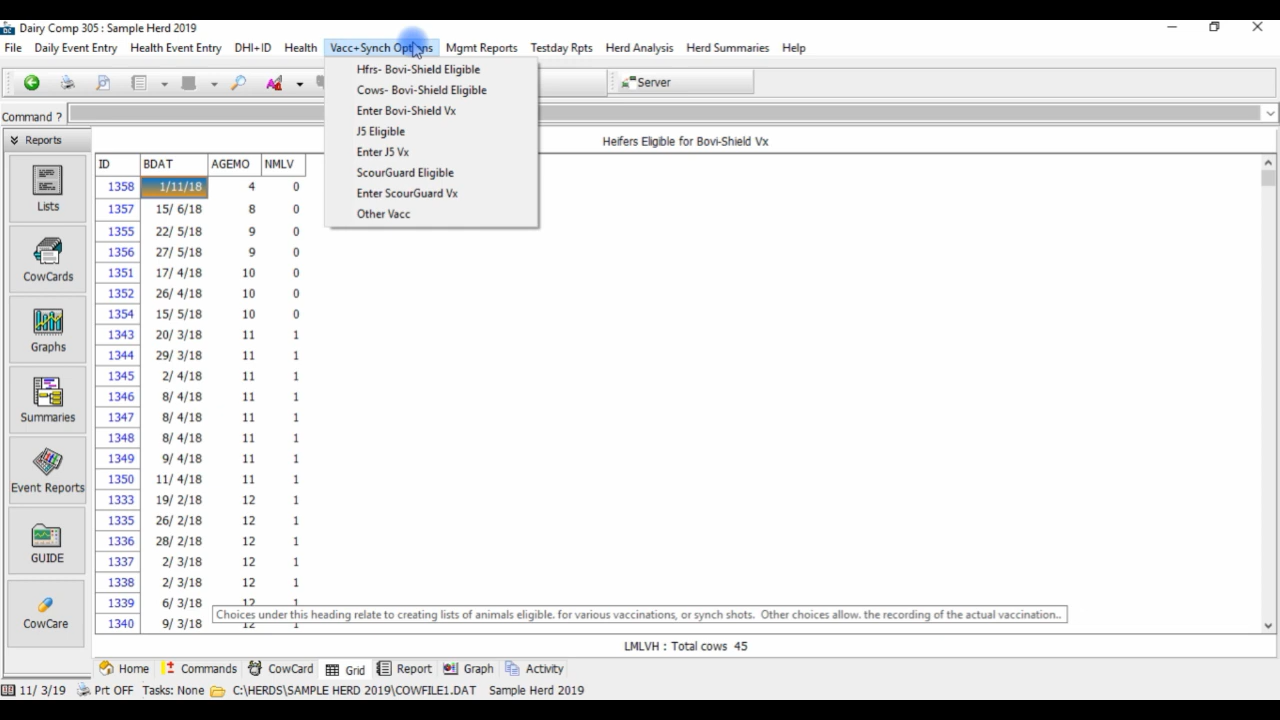 Dairy Comp 305 : Sample Herd 2019
File Daily Event Entry Health Event Entry DHI+ID Health Vacc+Synch Options Mgmt Reports Testday Rpts Herd Analysis Herd Summaries Help
Hfrs- Bovi-Shield Eligible
Cows- Bovi-Shield Eligible
Enter Bovi-Shield Vx
J5 Eligible
Enter J5 Vx
ScourGuard Eligible
Enter ScourGuard Vx
Other Vacc
Server
Command ?
Reports
Lists
CowCards
Graphs
Summaries
Event Reports
GUIDE
CowCare
Heifers Eligible for Bovi-Shield Vx
ID BDAT AGEMO NMLV
1358 1/11/18 4 0
1357 15/ 6/18 8 0
1355 22/ 5/18 9 0
1356 27/ 5/18 9 0
1351 17/ 4/18 10 0
1352 26/ 4/18 10 0
1354 15/ 5/18 10 0
1343 20/ 3/18 11 1
1344 29/ 3/18 11 1
1345 2/ 4/18 11 1
1346 8/ 4/18 11 1
1347 8/ 4/18 11 1
1348 8/ 4/18 11 1
1349 9/ 4/18 11 1
1350 11/ 4/18 11 1
1333 19/ 2/18 12 1
1335 26/ 2/18 12 1
1336 28/ 2/18 12 1
1337 2/ 3/18 12 1
1338 2/ 3/18 12 1
1339 6/ 3/18 12 1
1340 9/ 3/18 12 1
Choices under this heading relate to creating lists of animals eligible. for various vaccinations, or synch shots. Other choices allow. the recording of the actual vaccination..
LMLVH : Total cows 45
Home Commands CowCard Grid Report Graph Activity
11/ 3/19 Prt OFF Tasks: None C:\HERDS\SAMPLE HERD 2019\COWFILE1.DAT Sample Herd 2019